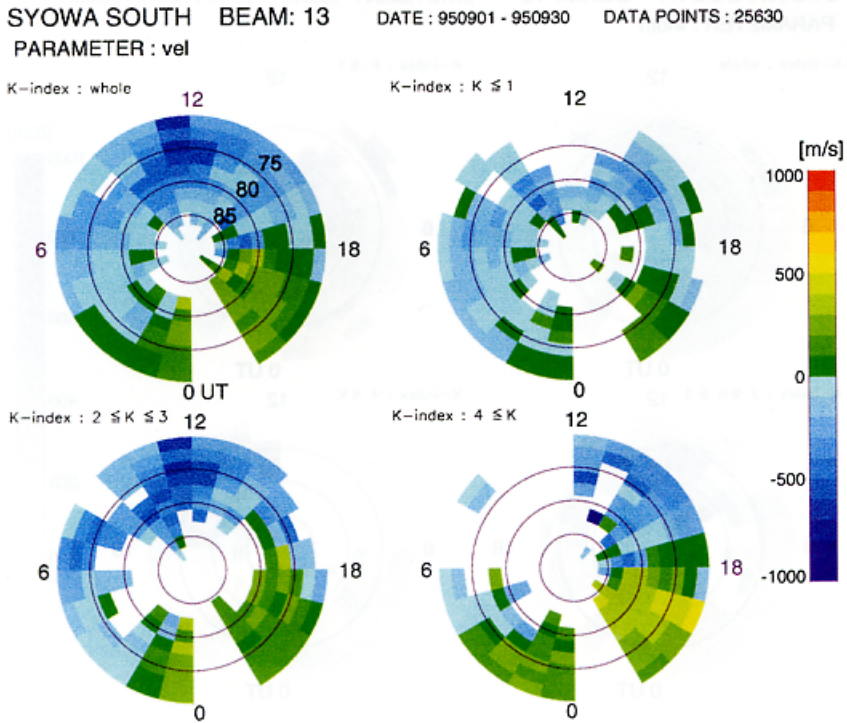 SYOWA SOUTH BEAM: 13 DATE : 950901 - 950930 DATA POINTS : 25630
PARAMETER : vel
K-index : whole
12
75
80
85
6
18
0 UT
K-index : K ≦ 1
12
6
18
0
[m/s]
1000
500
0
-500
-1000
K-index : 2 ≦ K ≦ 3
12
6
18
0
K-index : 4 ≦ K
12
6
18
0